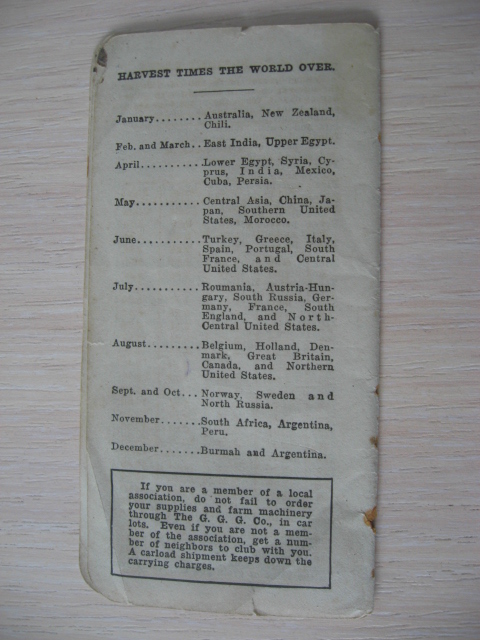 HARVEST TIMES THE WORLD OVER.
January........Australia, New Zealand,
Chili.
Feb. and March..East India, Upper Egypt.
April..........Lower Egypt, Syria, Cy-
prus, India, Mexico,
Cuba, Persia.
May...........Central Asia, China, Ja-
pan, Southern United
States, Morocco.
June...........Turkey, Greece, Italy,
Spain, Portugal, South
France, and Central
United States.
July...........Roumania, Austria-Hun-
gary, South Russia, Ger-
many, France, South
England, and North-
Central United States.
August.........Belgium, Holland, Den-
mark, Great Britain,
Canada, and Northern
United States.
Sept. and Oct...Norway, Sweden and
North Russia.
November.......South Africa, Argentina,
Peru.
December.......Burmah and Argentina.
If you are a member of a local
association, do not fail to order
your supplies and farm machinery
through The G. G. G. Co., in car
lots. Even if you are not a mem-
ber of the association, get a num-
ber of neighbors to club with you.
A carload shipment keeps down the
carrying charges.